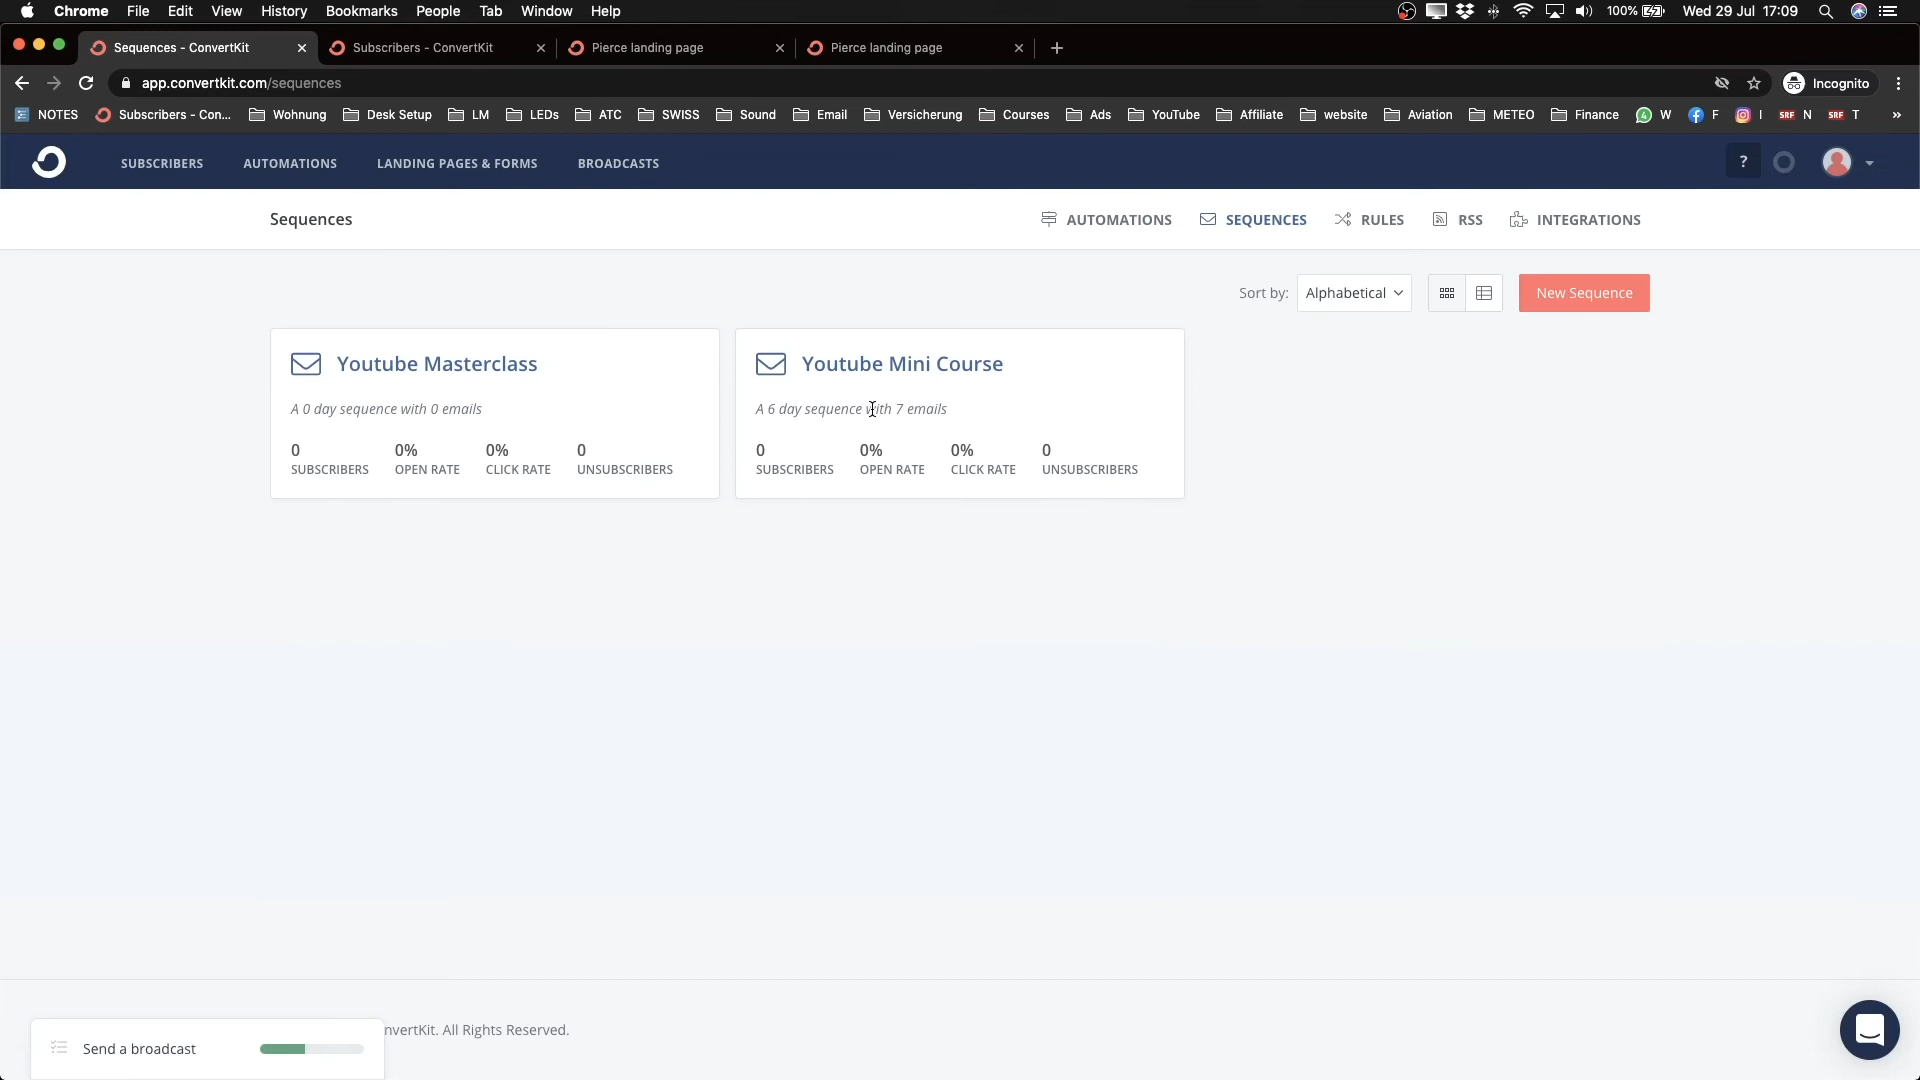 Chrome File Edit View History Bookmarks People Tab Window Help 100% Wed 29 Jul 17:09
Sequences - ConvertKit Subscribers - ConvertKit Pierce landing page Pierce landing page
app.convertkit.com/sequences Incognito
NOTES Subscribers - Con... Wohnung Desk Setup LM LEDs ATC SWISS Sound Email Versicherung Courses Ads YouTube Affiliate website Aviation METEO Finance W F I SRF N SRF T »
SUBSCRIBERS AUTOMATIONS LANDING PAGES & FORMS BROADCASTS ?
Sequences AUTOMATIONS SEQUENCES RULES RSS INTEGRATIONS
Sort by: Alphabetical New Sequence
Youtube Masterclass
A 0 day sequence with 0 emails
0 0% 0% 0
SUBSCRIBERS OPEN RATE CLICK RATE UNSUBSCRIBERS
Youtube Mini Course
A 6 day sequence with 7 emails
0 0% 0% 0
SUBSCRIBERS OPEN RATE CLICK RATE UNSUBSCRIBERS
nvertKit. All Rights Reserved.
Send a broadcast